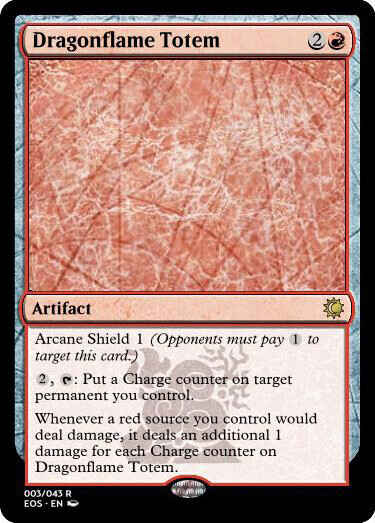 Dragonflame Totem 2
Artifact
Arcane Shield 1 (Opponents must pay 1 to
target this card.)
2, : Put a Charge counter on target
permanent you control.
Whenever a red source you control would
deal damage, it deals an additional 1
damage for each Charge counter on
Dragonflame Totem.
003/043 R
EOS · EN